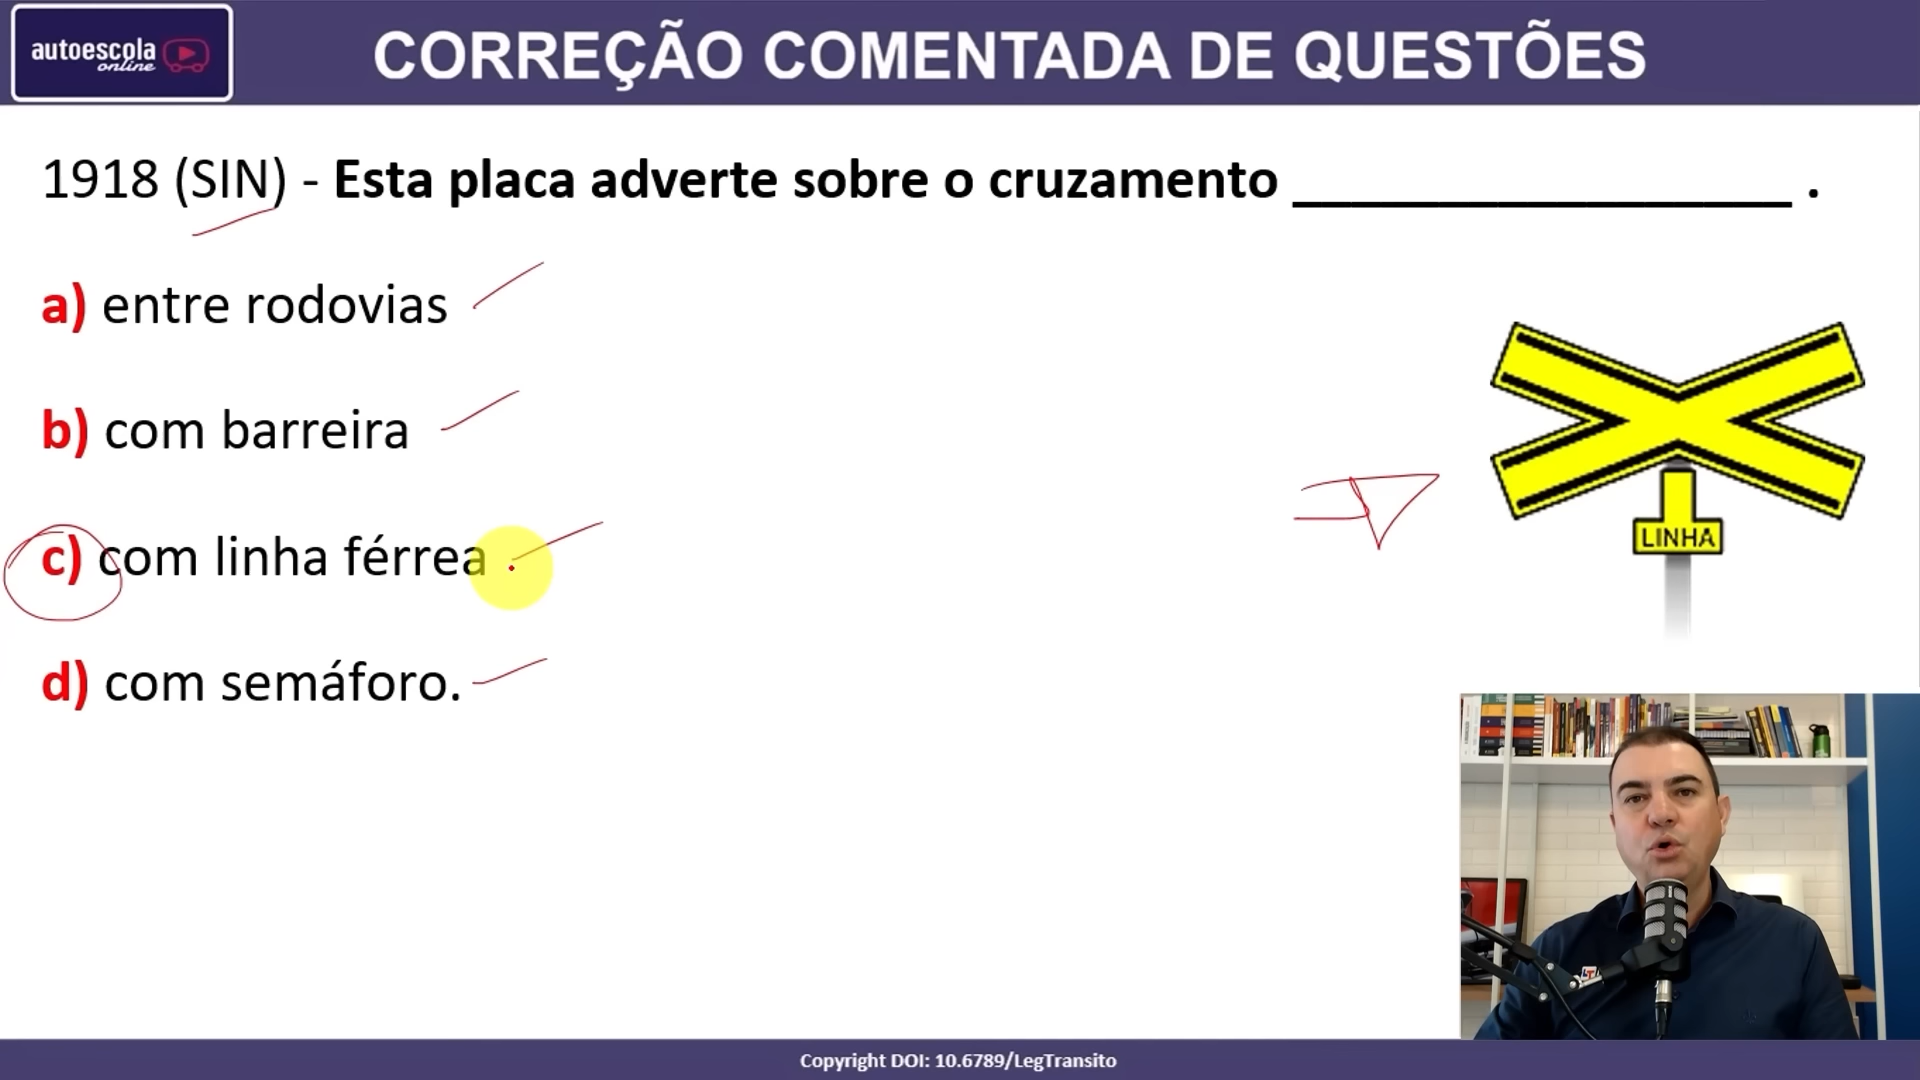 autoescola
online
CORREÇÃO COMENTADA DE QUESTÕES
1918 (SIN) - Esta placa adverte sobre o cruzamento _________________ .
a) entre rodovias
b) com barreira
c) com linha férrea
d) com semáforo.
LINHA
Copyright DOI: 10.6789/LegTransito